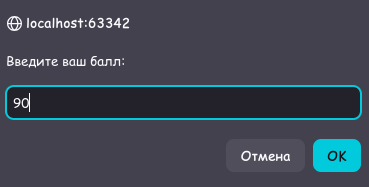 localhost:63342
Введите ваш балл:
90
Отмена OK